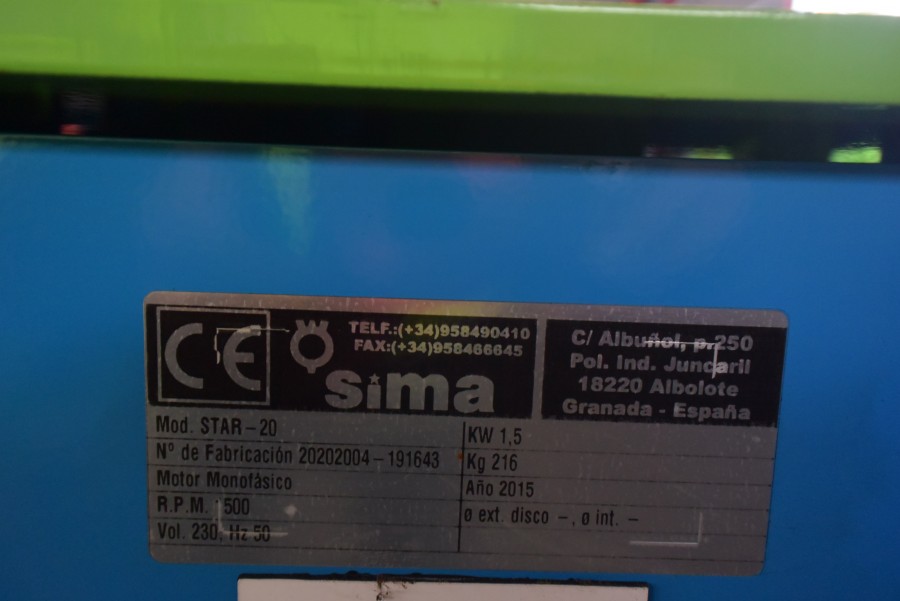 CE
TELF.:(+34)958490410
FAX:(+34)958466645
sima
C/ Albuñol, p.250
Pol. Ind. Juncaril
18220 Albolote
Granada - España
Mod. STAR-20
Nº de Fabricación 20202004-191643
Motor Monofásico
R.P.M. 500
Vol. 230, Hz 50
KW 1,5
Kg 216
Año 2015
ø ext. disco -, ø int. -